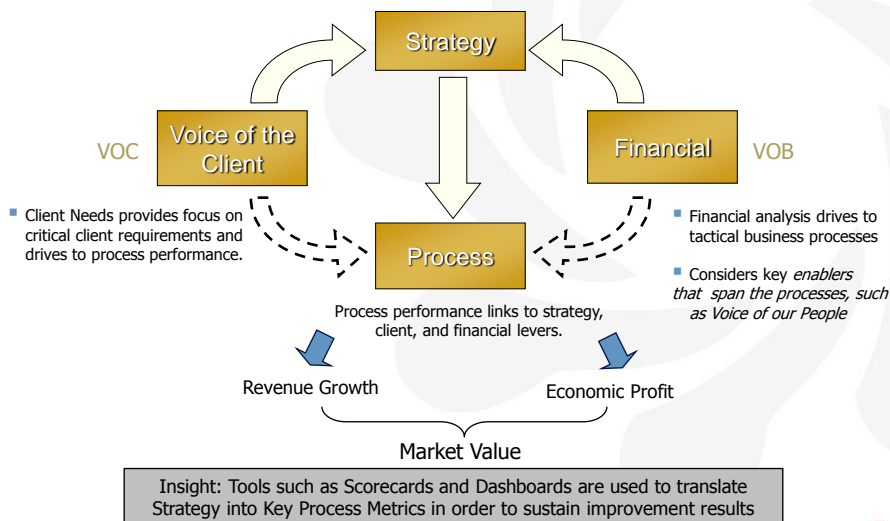 Strategy
VOC
Voice of the
Client
Financial
VOB
Client Needs provides focus on
critical client requirements and
drives to process performance.
Process
Financial analysis drives to
tactical business processes
Considers key enablers
that span the processes, such
as Voice of our People
Process performance links to strategy,
client, and financial levers.
Revenue Growth
Economic Profit
Market Value
Insight: Tools such as Scorecards and Dashboards are used to translate
Strategy into Key Process Metrics in order to sustain improvement results